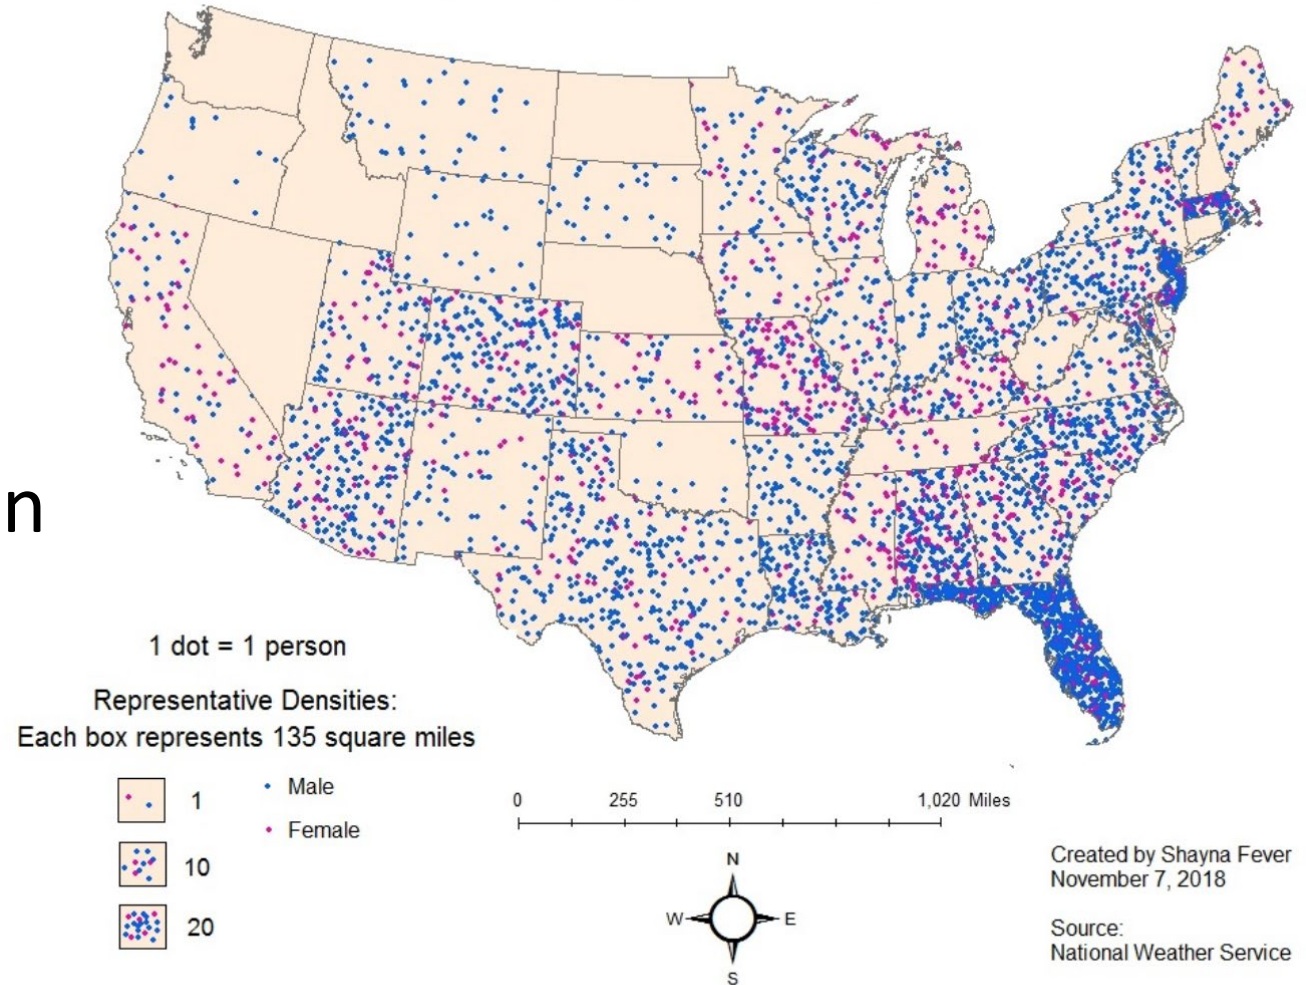 n
1 dot = 1 person
Representative Densities:
Each box represents 135 square miles
1
10
20
Male
Female
0 255 510 1,020 Miles
N
W E
S
Created by Shayna Fever
November 7, 2018
Source:
National Weather Service